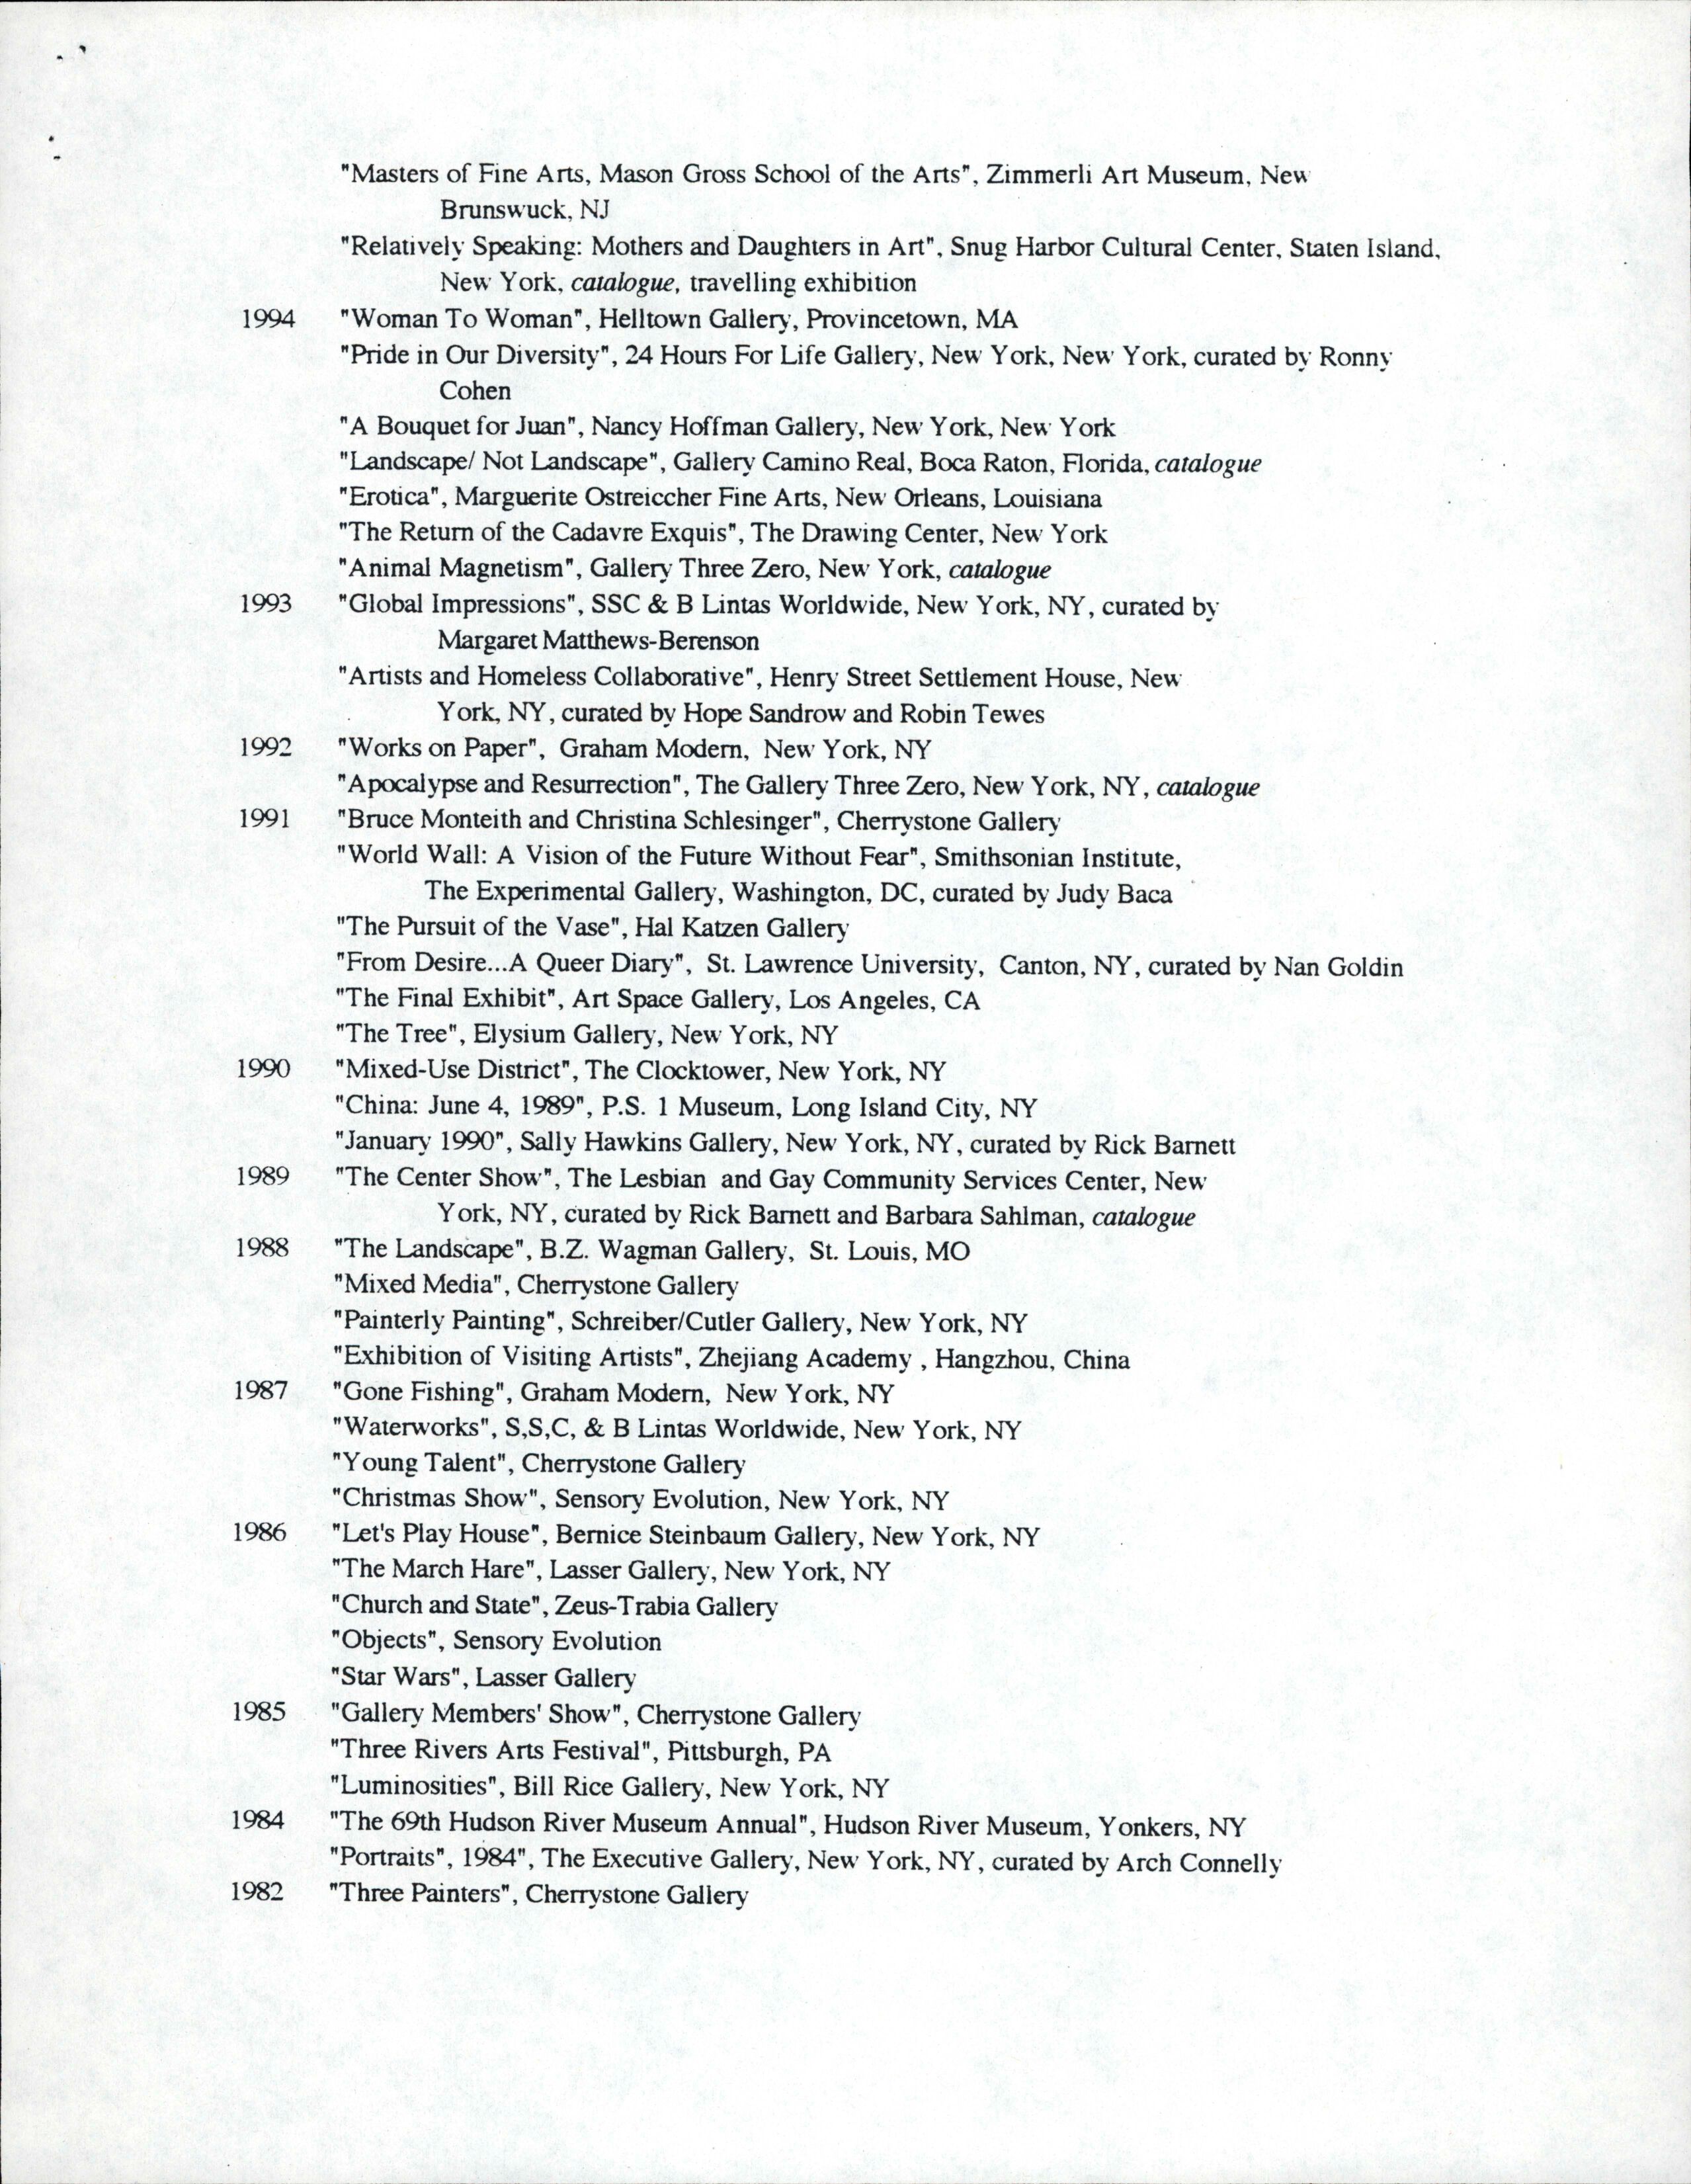 "Masters of Fine Arts, Mason Gross School of the Arts", Zimmerli Art Museum, New
Brunswuck, NJ
"Relatively Speaking: Mothers and Daughters in Art", Snug Harbor Cultural Center, Staten Island,
New York, catalogue, travelling exhibition
1994 "Woman To Woman", Helltown Gallery, Provincetown, MA
"Pride in Our Diversity", 24 Hours For Life Gallery, New York, New York, curated by Ronny
Cohen
"A Bouquet for Juan", Nancy Hoffman Gallery, New York, New York
"Landscape/ Not Landscape", Gallery Camino Real, Boca Raton, Florida, catalogue
"Erotica", Marguerite Ostreiccher Fine Arts, New Orleans, Louisiana
"The Return of the Cadavre Exquis", The Drawing Center, New York
"Animal Magnetism", Gallery Three Zero, New York, catalogue
1993 "Global Impressions", SSC & B Lintas Worldwide, New York, NY, curated by
Margaret Matthews-Berenson
"Artists and Homeless Collaborative", Henry Street Settlement House, New
York, NY, curated by Hope Sandrow and Robin Tewes
1992 "Works on Paper", Graham Modern, New York, NY
"Apocalypse and Resurrection", The Gallery Three Zero, New York, NY, catalogue
1991 "Bruce Monteith and Christina Schlesinger", Cherrystone Gallery
"World Wall: A Vision of the Future Without Fear", Smithsonian Institute,
The Experimental Gallery, Washington, DC, curated by Judy Baca
"The Pursuit of the Vase", Hal Katzen Gallery
"From Desire...A Queer Diary", St. Lawrence University, Canton, NY, curated by Nan Goldin
"The Final Exhibit", Art Space Gallery, Los Angeles, CA
"The Tree", Elysium Gallery, New York, NY
1990 "Mixed-Use District", The Clocktower, New York, NY
"China: June 4, 1989", P.S. 1 Museum, Long Island City, NY
"January 1990", Sally Hawkins Gallery, New York, NY, curated by Rick Barnett
1989 "The Center Show", The Lesbian and Gay Community Services Center, New
York, NY, curated by Rick Barnett and Barbara Sahlman, catalogue
1988 "The Landscape", B.Z. Wagman Gallery, St. Louis, MO
"Mixed Media", Cherrystone Gallery
"Painterly Painting", Schreiber/Cutler Gallery, New York, NY
"Exhibition of Visiting Artists", Zhejiang Academy , Hangzhou, China
1987 "Gone Fishing", Graham Modern, New York, NY
"Waterworks", S,S,C, & B Lintas Worldwide, New York, NY
"Young Talent", Cherrystone Gallery
"Christmas Show", Sensory Evolution, New York, NY
1986 "Let's Play House", Bernice Steinbaum Gallery, New York, NY
"The March Hare", Lasser Gallery, New York, NY
"Church and State", Zeus-Trabia Gallery
"Objects", Sensory Evolution
"Star Wars", Lasser Gallery
1985 "Gallery Members' Show", Cherrystone Gallery
"Three Rivers Arts Festival", Pittsburgh, PA
"Luminosities", Bill Rice Gallery, New York, NY
1984 "The 69th Hudson River Museum Annual", Hudson River Museum, Yonkers, NY
"Portraits", 1984", The Executive Gallery, New York, NY, curated by Arch Connelly
1982 "Three Painters", Cherrystone Gallery